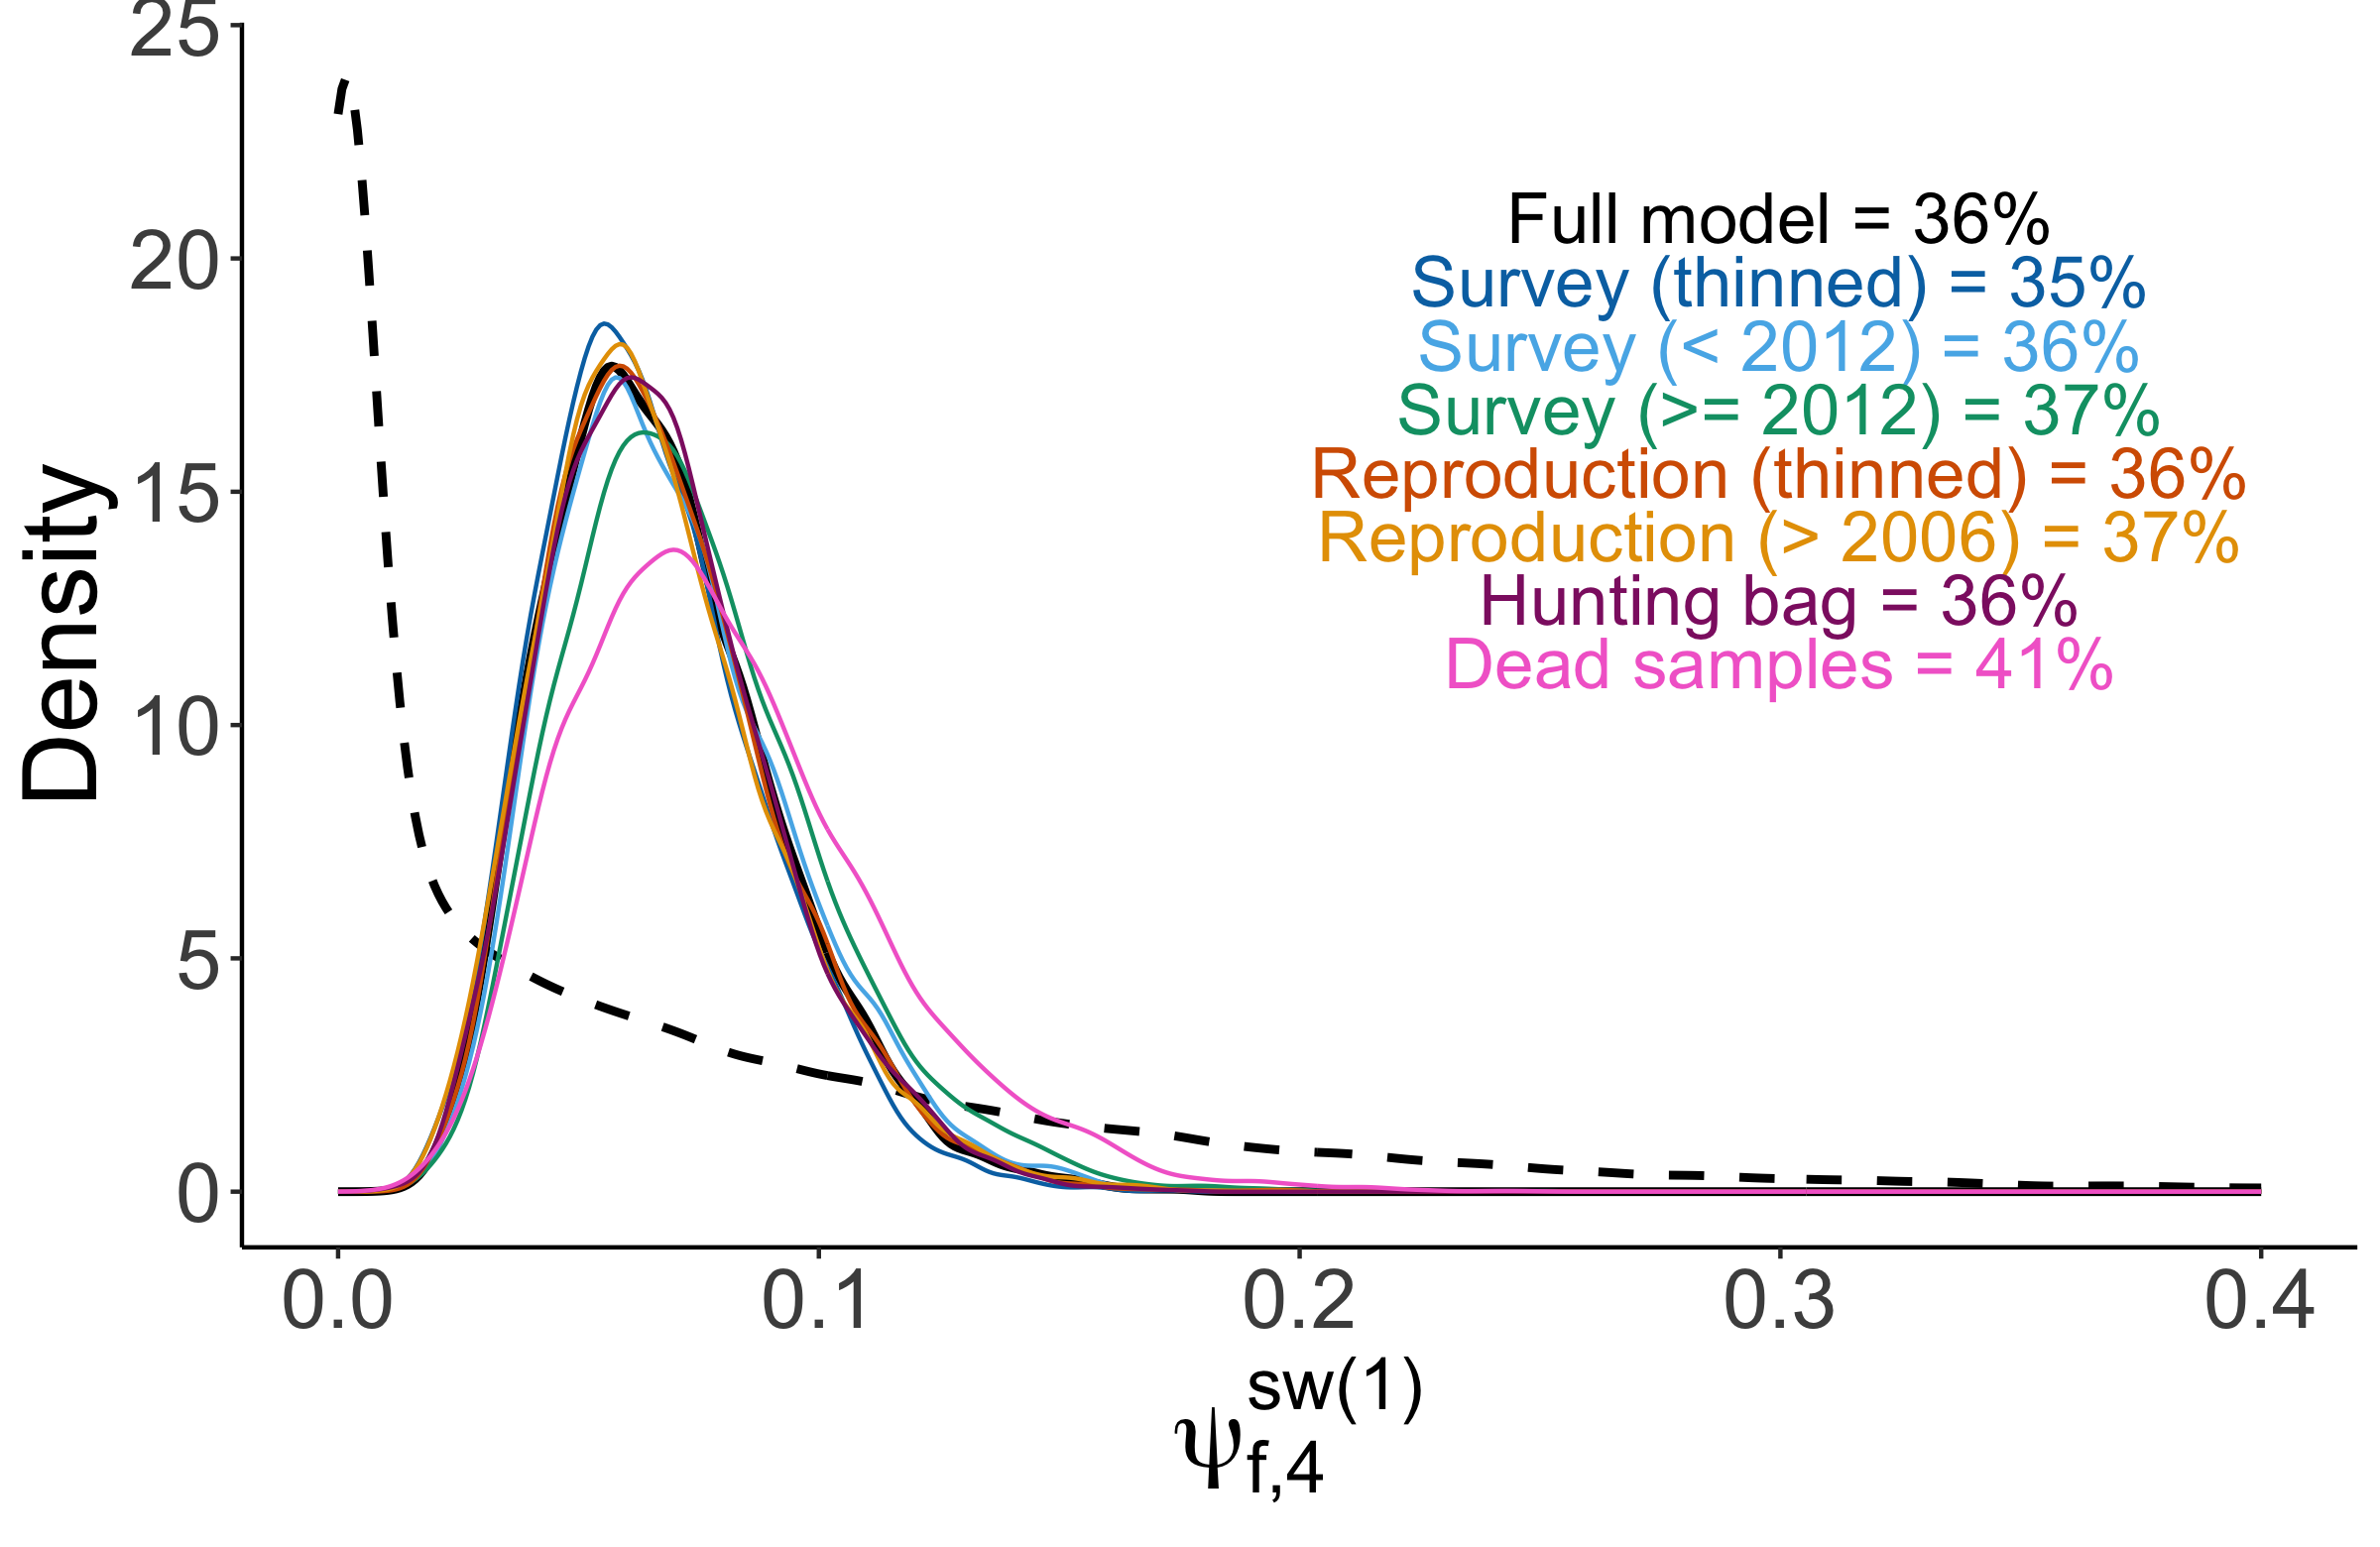 25
20
15
10
5
0
Density
Full model = 36%
Survey (thinned) = 35%
Survey (< 2012) = 36%
Survey (>= 2012) = 37%
Reproduction (thinned) = 36%
Reproduction (> 2006) = 37%
Hunting bag = 36%
Dead samples = 41%
0.0 0.1 0.2 0.3 0.4
sw(1)
ψ
f,4